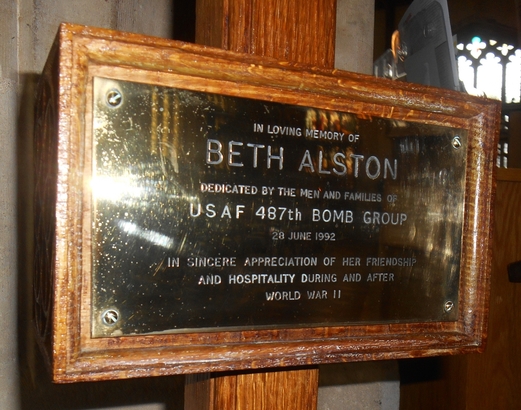 IN LOVING MEMORY OF
BETH ALSTON
DEDICATED BY THE MEN AND FAMILIES OF
USAF 487th BOMB GROUP
28 JUNE 1992
IN SINCERE APPRECIATION OF HER FRIENDSHIP
AND HOSPITALITY DURING AND AFTER
WORLD WAR II